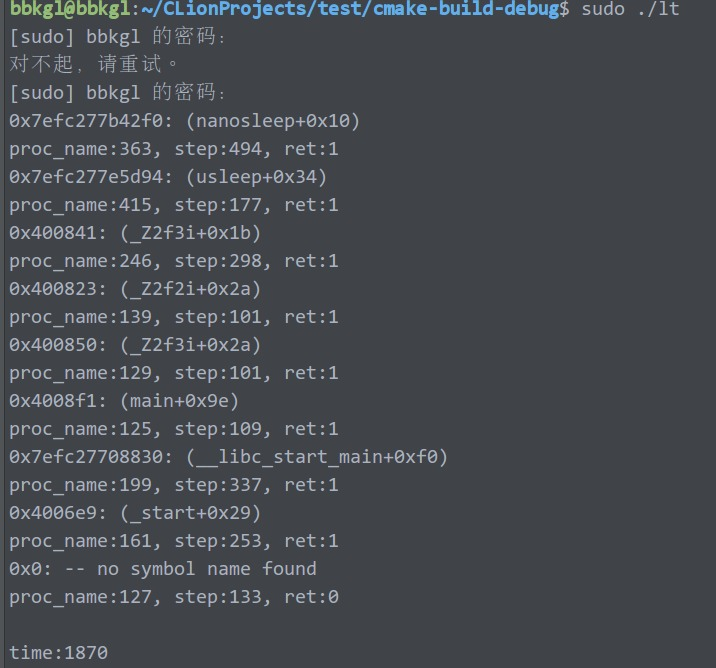 bbkgl@bbkgl:~/CLionProjects/test/cmake-build-debug$ sudo ./lt
[sudo] bbkgl 的密码：
对不起，请重试。
[sudo] bbkgl 的密码：
0x7efc277b42f0: (nanosleep+0x10)
proc_name:363, step:494, ret:1
0x7efc277e5d94: (usleep+0x34)
proc_name:415, step:177, ret:1
0x400841: (_Z2f3i+0x1b)
proc_name:246, step:298, ret:1
0x400823: (_Z2f2i+0x2a)
proc_name:139, step:101, ret:1
0x400850: (_Z2f3i+0x2a)
proc_name:129, step:101, ret:1
0x4008f1: (main+0x9e)
proc_name:125, step:109, ret:1
0x7efc27708830: (__libc_start_main+0xf0)
proc_name:199, step:337, ret:1
0x4006e9: (_start+0x29)
proc_name:161, step:253, ret:1
0x0: -- no symbol name found
proc_name:127, step:133, ret:0
time:1870